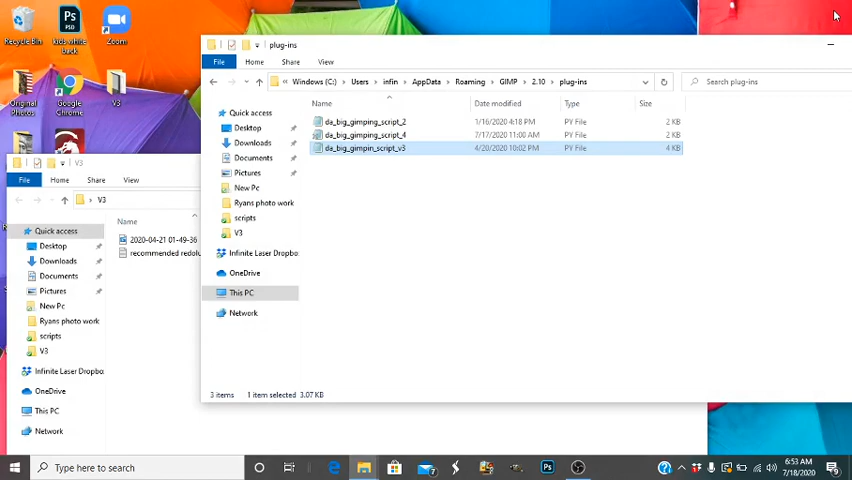 Recycle Bin
kids white back
Zoom
Original Photos
Google Chrome
V3
plug-ins
File Home Share View
Windows (C:) Users infin AppData Roaming GIMP 2.10 plug-ins
Search plug-ins
Name Date modified Type Size
da_big_gimping_script_2 1/16/2020 4:18 PM PY File 2 KB
da_big_gimping_script_4 7/17/2020 11:00 AM PY File 2 KB
da_big_gimpin_script_v3 4/20/2020 10:02 PM PY File 4 KB
Quick access
Desktop
Downloads
Documents
Pictures
New Pc
Ryans photo work
scripts
V3
Infinite Laser Dropbo
OneDrive
This PC
Network
3 items 1 item selected 3.07 KB
V3
File Home Share View
V3
Name
2020-04-21 01-49-36
recommended redolu
Quick access
Desktop
Downloads
Documents
Pictures
New Pc
Ryans photo work
scripts
V3
Infinite Laser Dropbo
OneDrive
This PC
Network
Type here to search
6:53 AM
7/18/2020